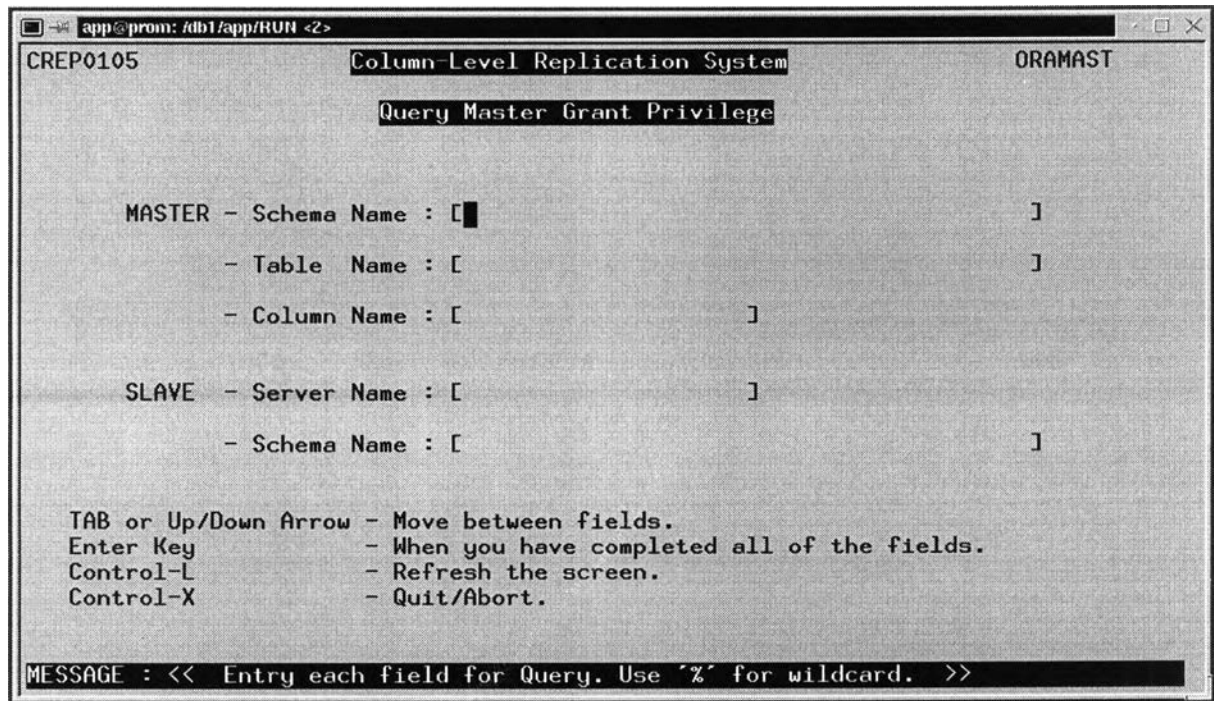 app@prom: /db1/app/RUN <2>
CREP0105 Column-Level Replication System ORAMAST
Query Master Grant Privilege
MASTER - Schema Name : [ ]
- Table Name : [ ]
- Column Name : [ ]
SLAVE - Server Name : [ ]
- Schema Name : [ ]
TAB or Up/Down Arrow - Move between fields.
Enter Key - When you have completed all of the fields.
Control-L - Refresh the screen.
Control-X - Quit/Abort.
MESSAGE : << Entry each field for Query. Use ´%´ for wildcard. >>